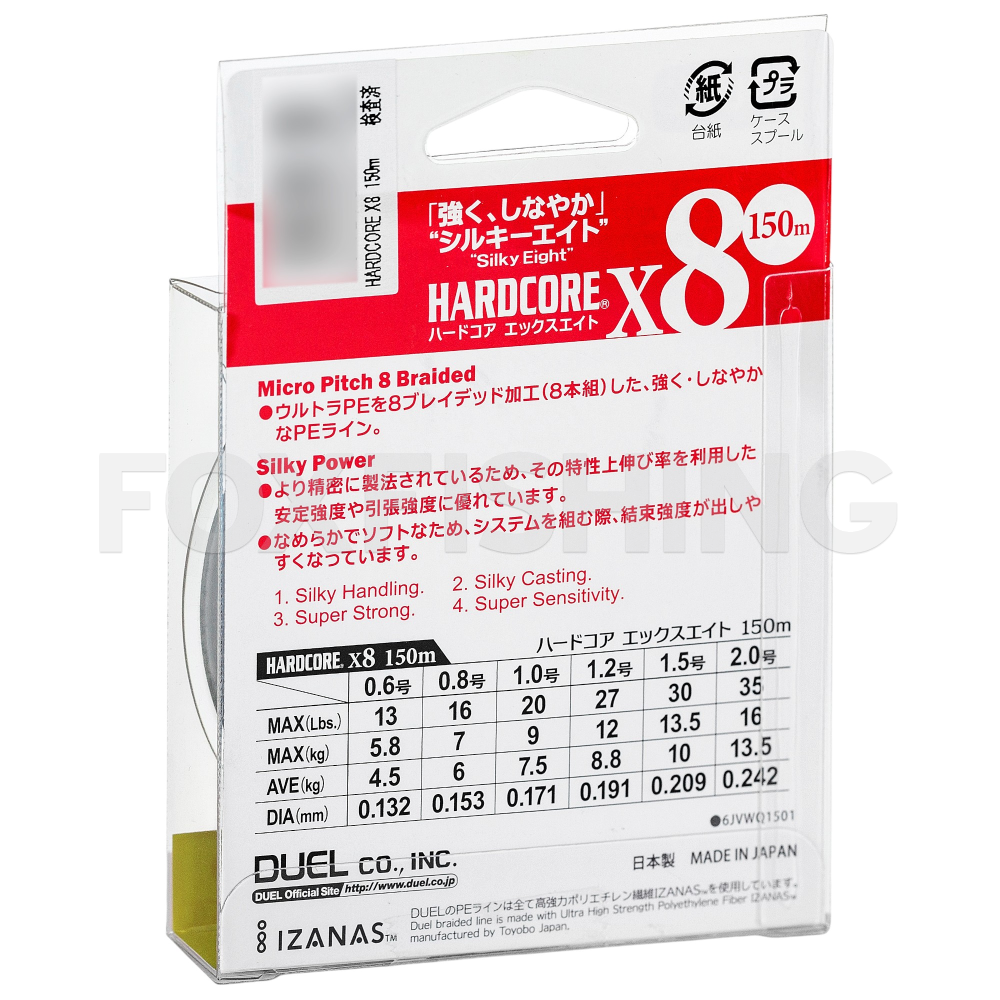 検査済
HARDCORE X8 150m
紙
台紙
プラ
ケース
スプール
「強く、しなやか」
“シルキーエイト”
“Silky Eight”
HARDCORE® X8 150m
ハードコア エックスエイト
Micro Pitch 8 Braided
●ウルトラPEを8ブレイデッド加工(8本組)した、強く・しなやか
なPEライン。
Silky Power
●より精密に製法されているため、その特性上伸び率を利用した
安定強度や引張強度に優れています。
●なめらかでソフトなため、システムを組む際、結束強度が出しや
すくなっています。
1. Silky Handling. 2. Silky Casting.
3. Super Strong. 4. Super Sensitivity.
FOXFISHING
HARDCORE® X8 150m ハードコア エックスエイト 150m
0.6号 0.8号 1.0号 1.2号 1.5号 2.0号
MAX(Lbs.) 13 16 20 27 30 35
MAX(kg) 5.8 7 9 12 13.5 16
AVE(kg) 4.5 6 7.5 8.8 10 13.5
DIA(mm) 0.132 0.153 0.171 0.191 0.209 0.242
●6JVWQ1501
DUEL CO., INC. 日本製 MADE IN JAPAN
DUEL Official Site http://www.duel.co.jp
IZANAS™
DUELのPEラインは全て高強力ポリエチレン繊維IZANAS™を使用しています。
Duel braided line is made with Ultra High Strength Polyethylene Fiber IZANAS™
manufactured by Toyobo Japan.